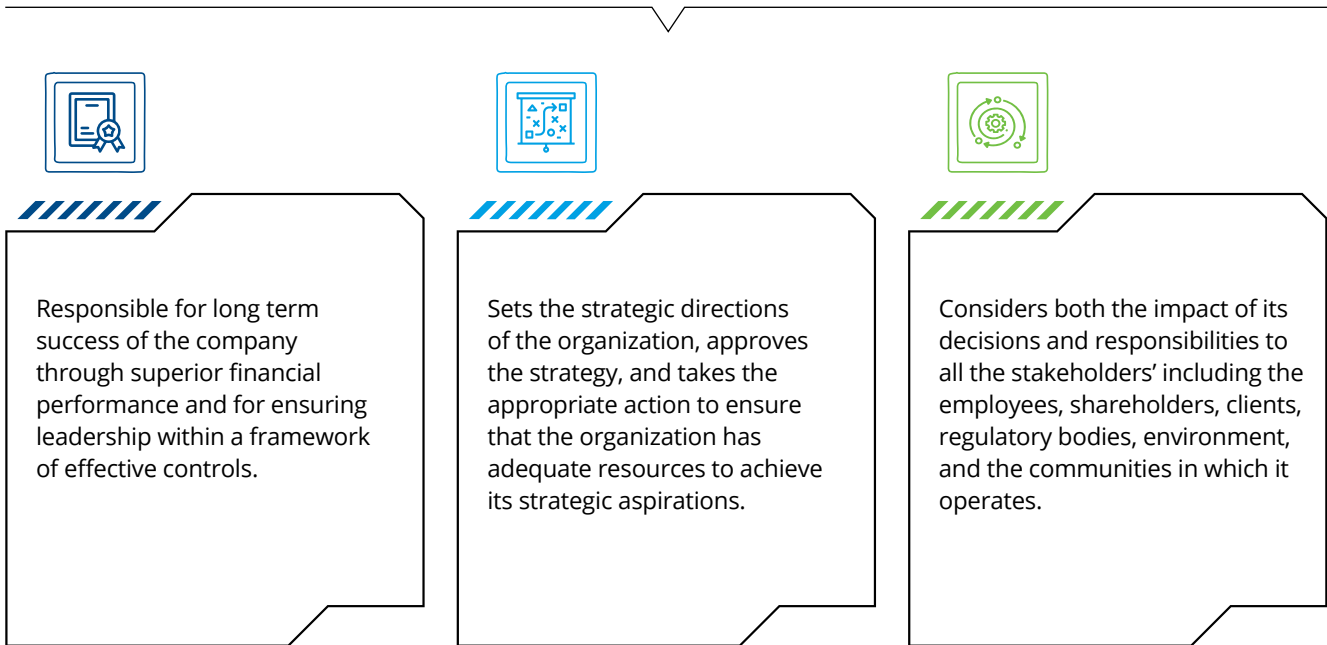 Responsible for long term
success of the company
through superior financial
performance and for ensuring
leadership within a framework
of effective controls.
Sets the strategic directions
of the organization, approves
the strategy, and takes the
appropriate action to ensure
that the organization has
adequate resources to achieve
its strategic aspirations.
Considers both the impact of its
decisions and responsibilities to
all the stakeholders’ including the
employees, shareholders, clients,
regulatory bodies, environment,
and the communities in which it
operates.